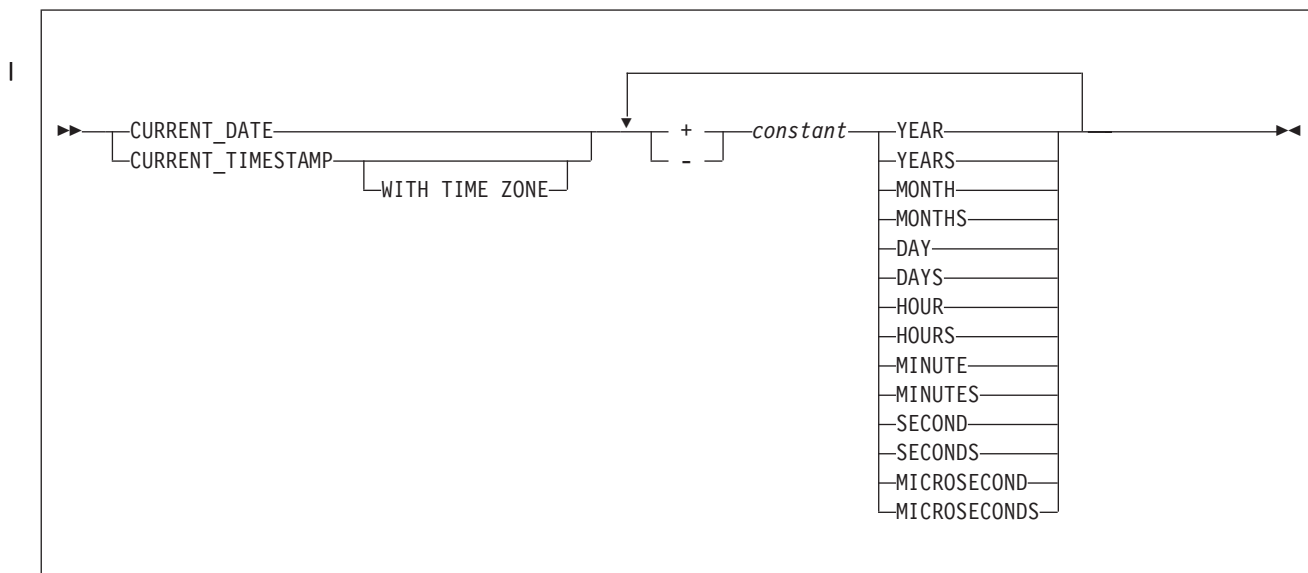 CURRENT_DATE + constant YEAR
CURRENT_TIMESTAMP - YEARS
WITH TIME ZONE MONTH
MONTHS
DAY
DAYS
HOUR
HOURS
MINUTE
MINUTES
SECOND
SECONDS
MICROSECOND
MICROSECONDS